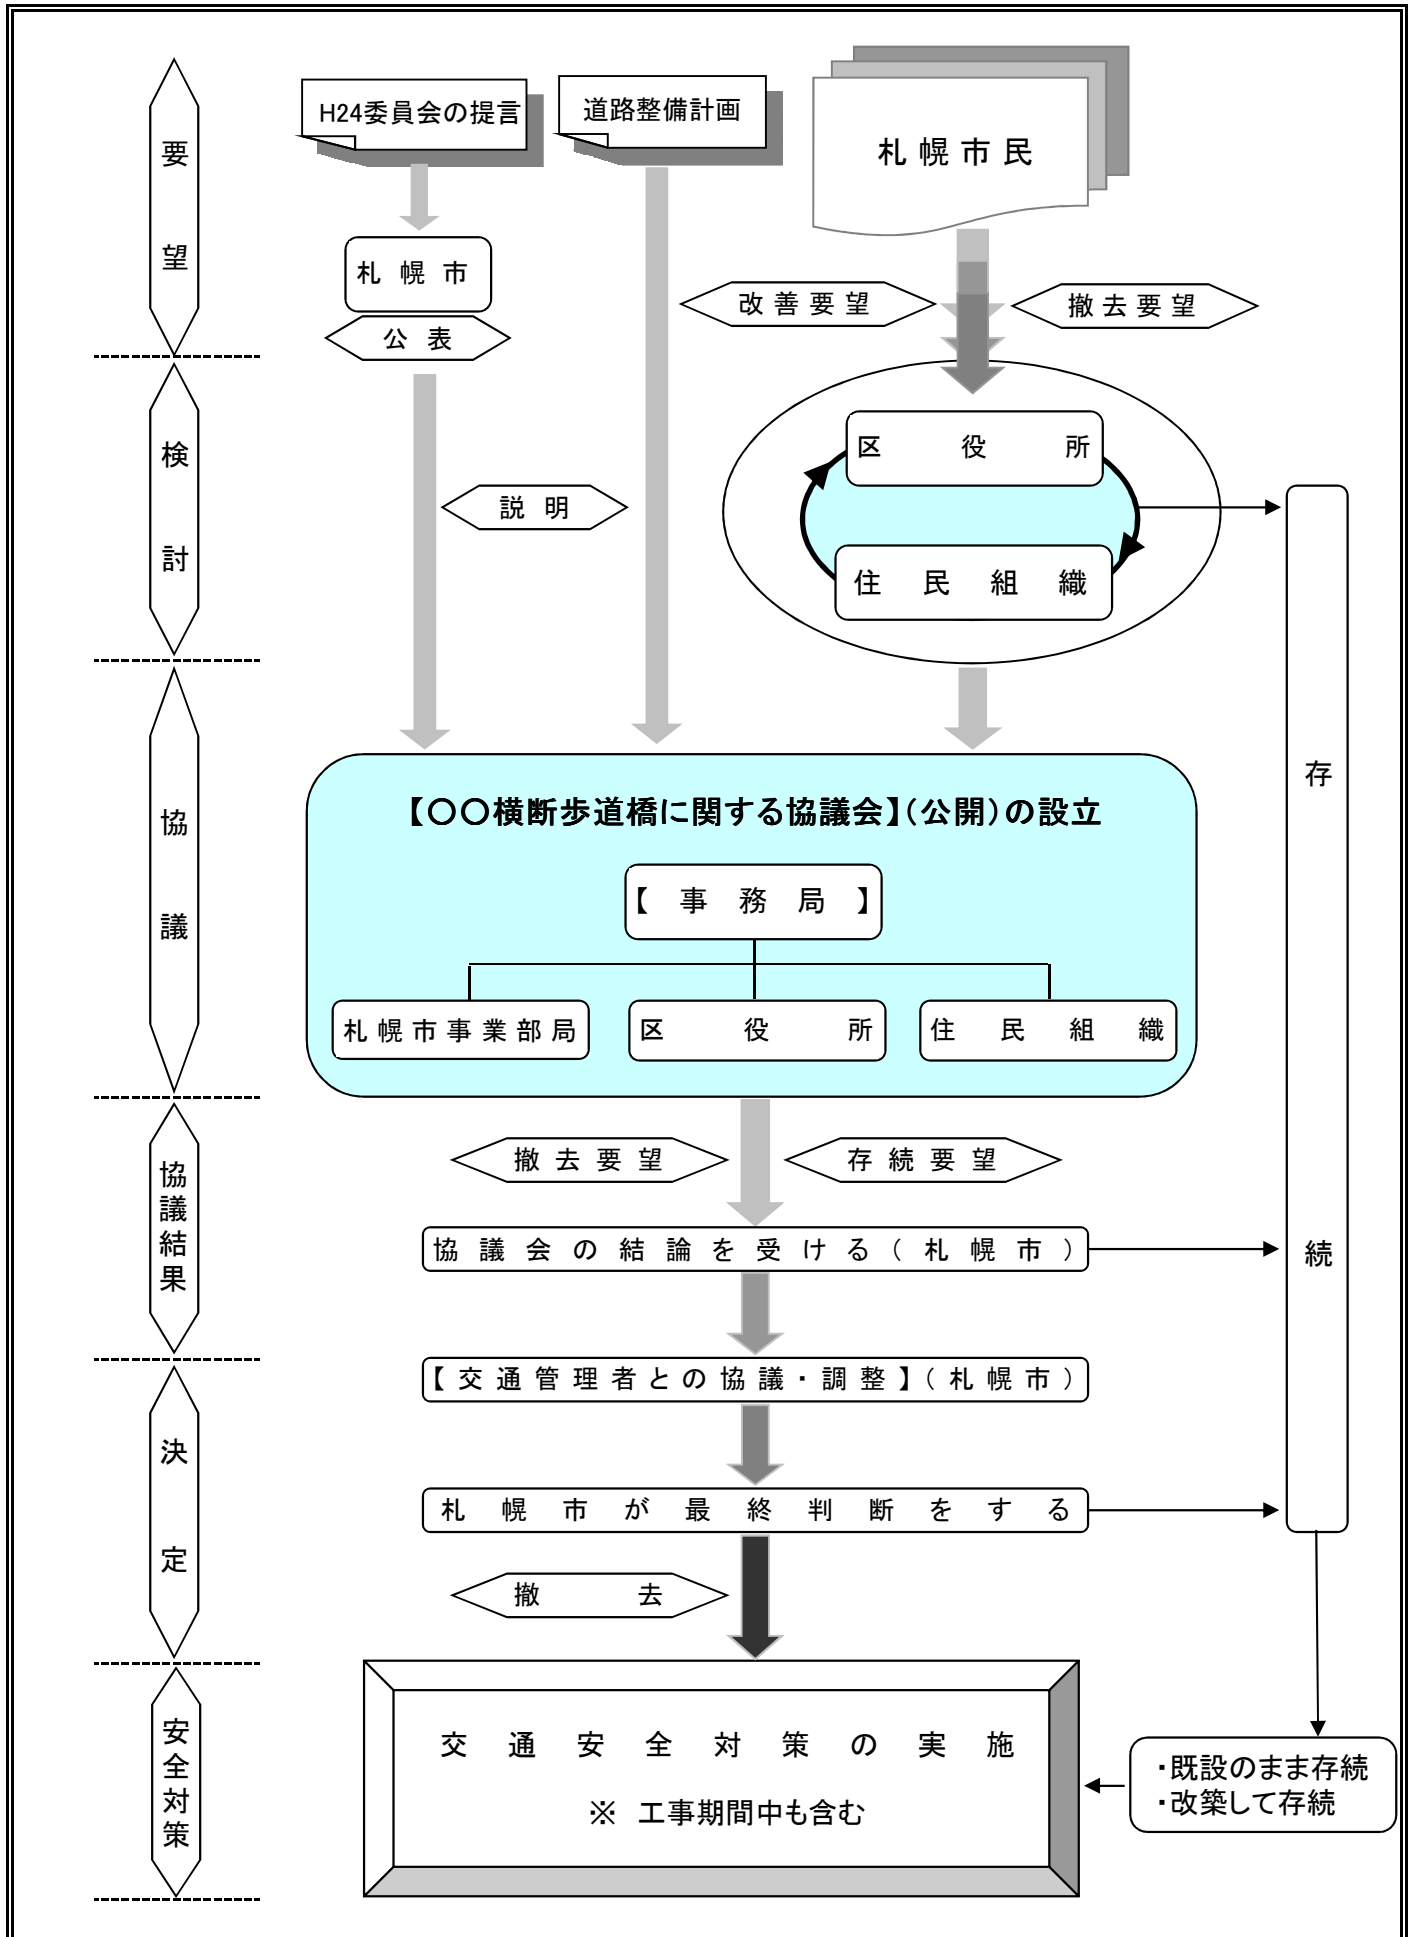 要望
H24委員会の提言
道路整備計画
札幌市民
札幌市
公表
改善要望
撤去要望
検討
説明
区役所
住民組織
存続
協議
【〇〇横断歩道橋に関する協議会】(公開)の設立
【事務局】
札幌市事業部局
区役所
住民組織
協議結果
撤去要望
存続要望
協議会の結論を受ける(札幌市)
決定
【交通管理者との協議・調整】(札幌市)
札幌市が最終判断をする
撤去
安全対策
交通安全対策の実施
※ 工事期間中も含む
・既設のまま存続
・改築して存続